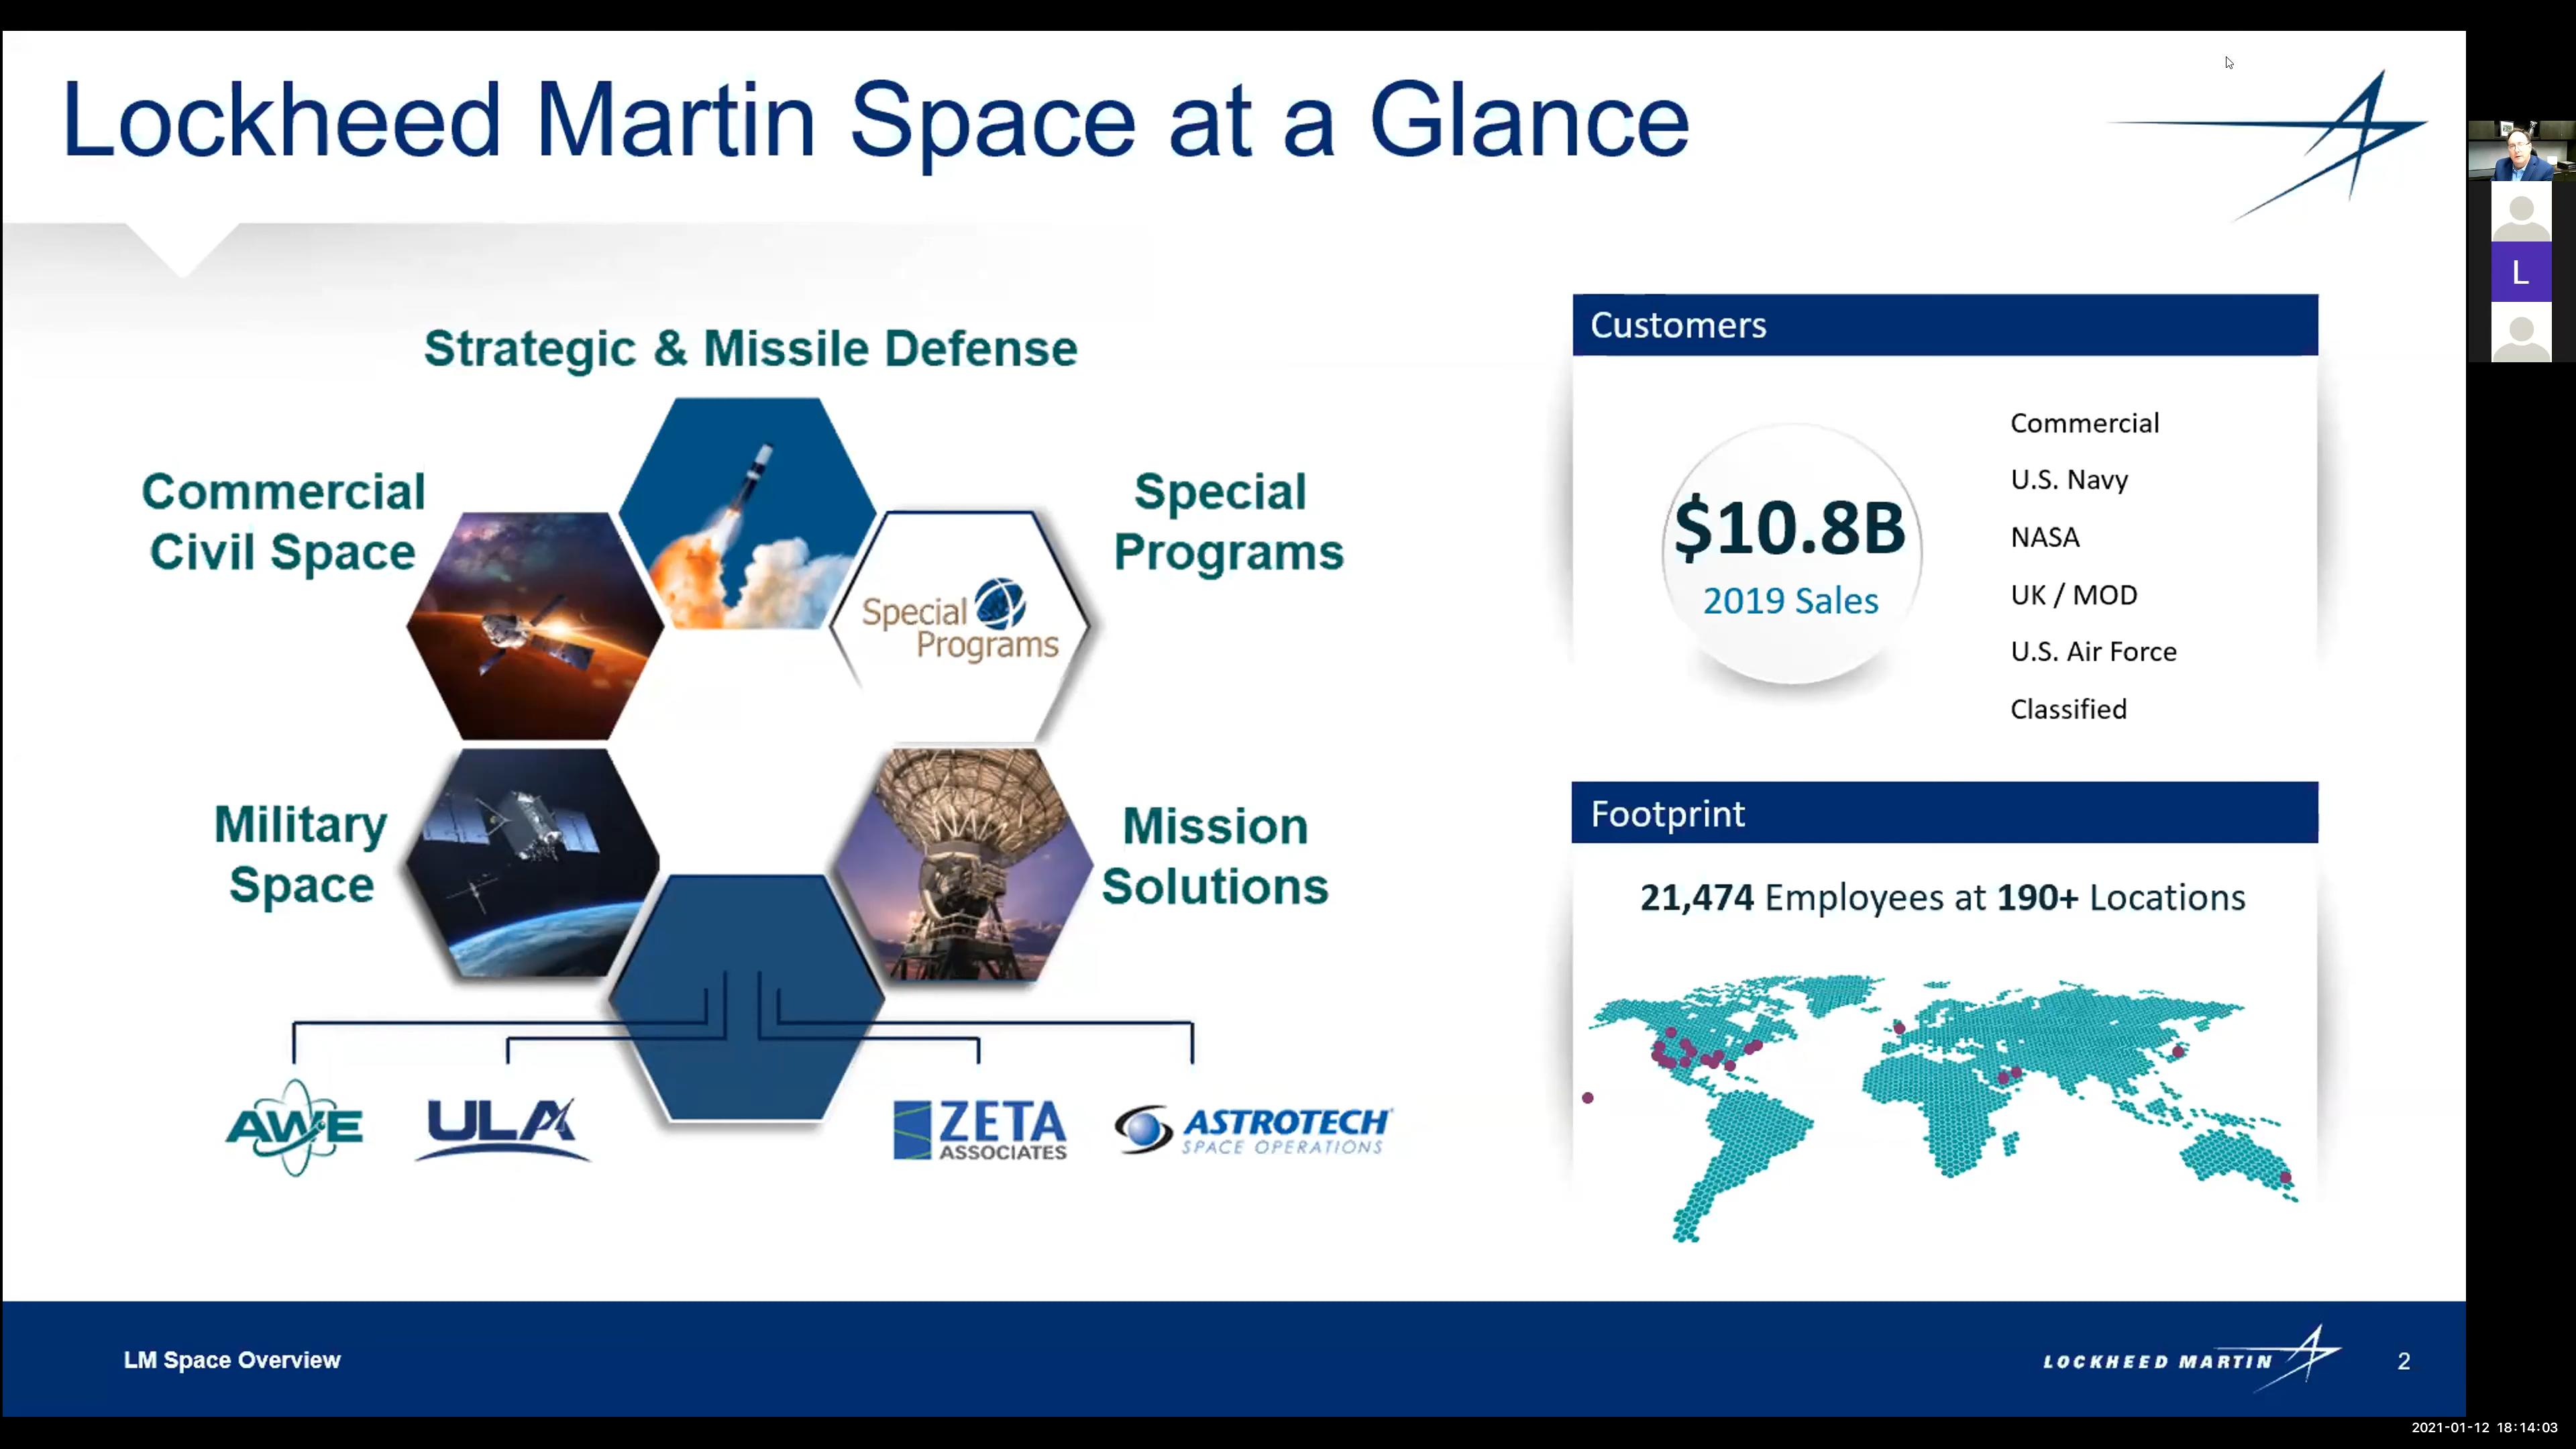 Lockheed Martin Space at a Glance
Strategic & Missile Defense
Commercial
Civil Space
Special
Programs
Special
Programs
Military
Space
Mission
Solutions
AWE
ULA
ZETA
ASSOCIATES
ASTROTECH
SPACE OPERATIONS
Customers
$10.8B
2019 Sales
Commercial
U.S. Navy
NASA
UK / MOD
U.S. Air Force
Classified
Footprint
21,474 Employees at 190+ Locations
L
LM Space Overview
LOCKHEED MARTIN
2
2021-01-12 18:14:03